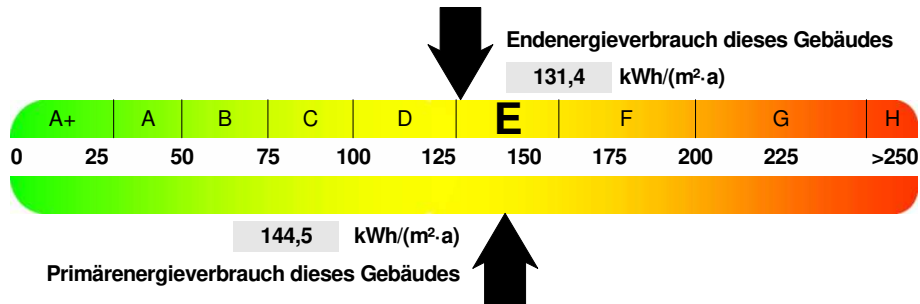 Endenergieverbrauch dieses Gebäudes
131,4 kWh/(m²·a)
A+ A B C D E F G H
0 25 50 75 100 125 150 175 200 225 >250
144,5 kWh/(m²·a)
Primärenergieverbrauch dieses Gebäudes